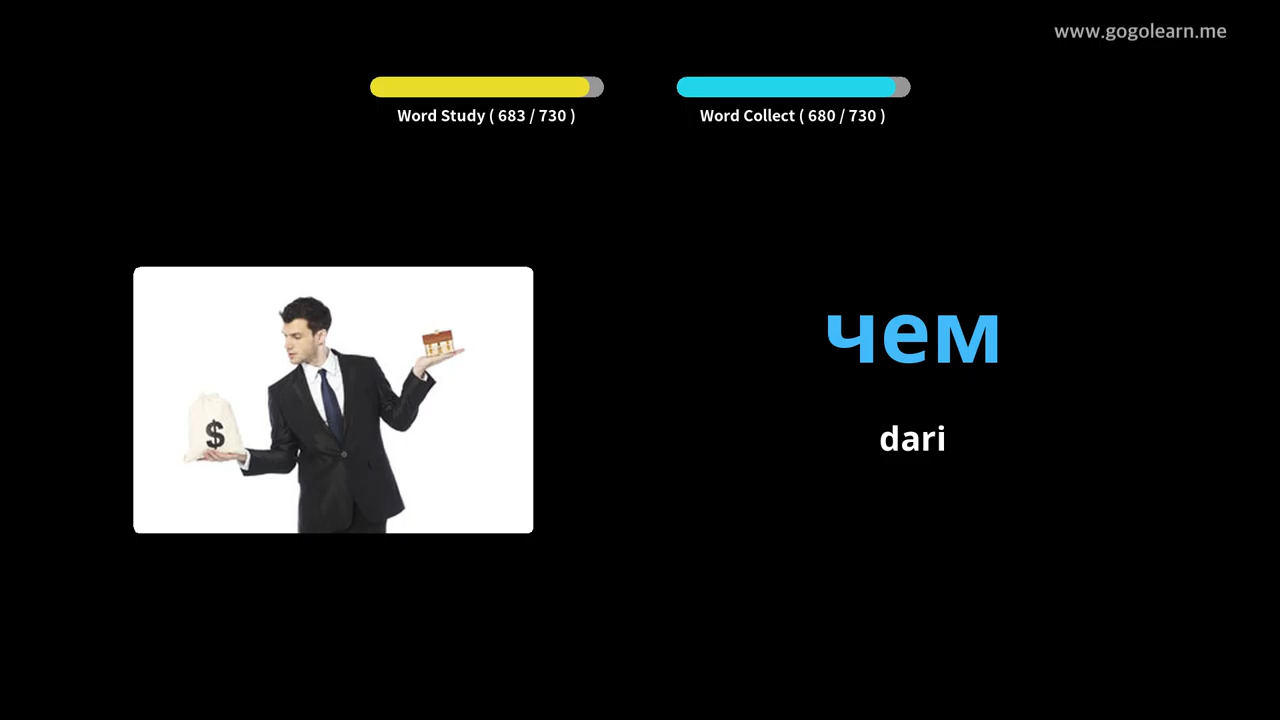 www.gogolearn.me
Word Study ( 683 / 730 )
Word Collect ( 680 / 730 )
$
чем
dari